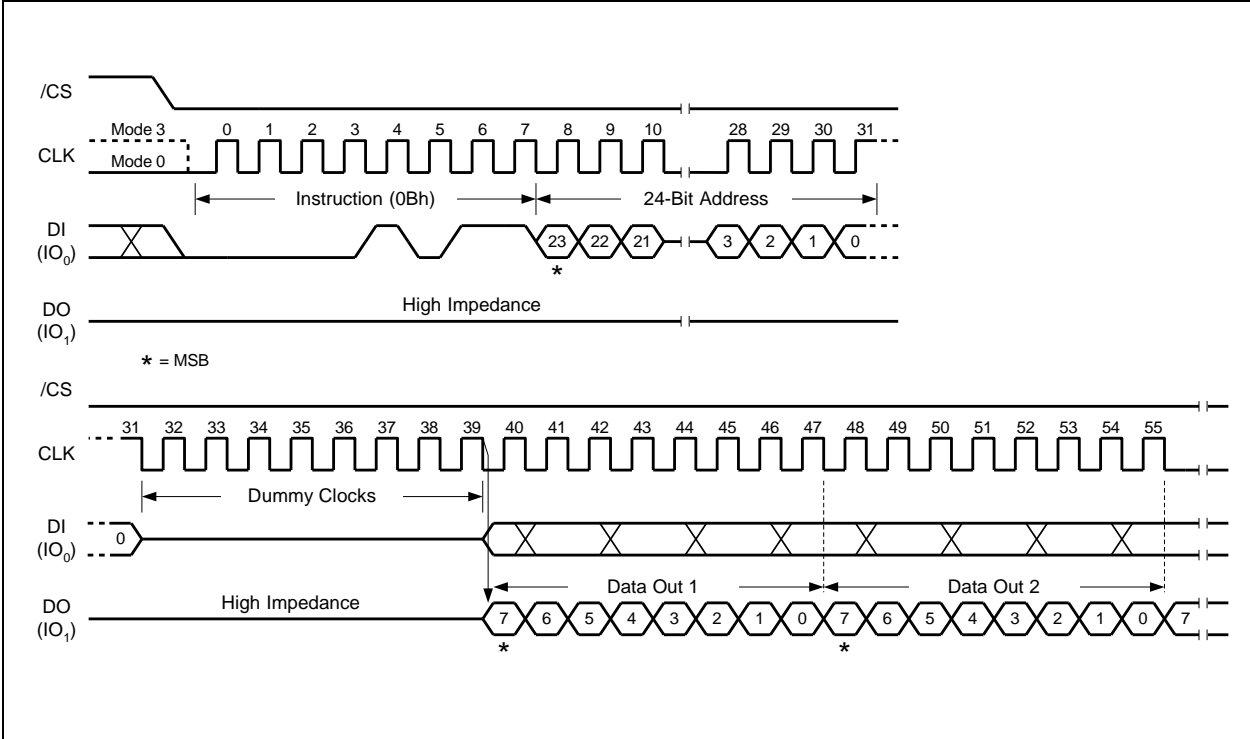 /CS
Mode 3 0 1 2 3 4 5 6 7 8 9 10 28 29 30 31
CLK
Mode 0
Instruction (0Bh) 24-Bit Address
DI
(IO0) 23 22 21 3 2 1 0
*
High Impedance
DO
(IO1)
* = MSB
/CS
31 32 33 34 35 36 37 38 39 40 41 42 43 44 45 46 47 48 49 50 51 52 53 54 55
CLK
Dummy Clocks
DI
(IO0) 0
Data Out 1 Data Out 2
High Impedance
DO
(IO1) 7 6 5 4 3 2 1 0 7 6 5 4 3 2 1 0 7
* *